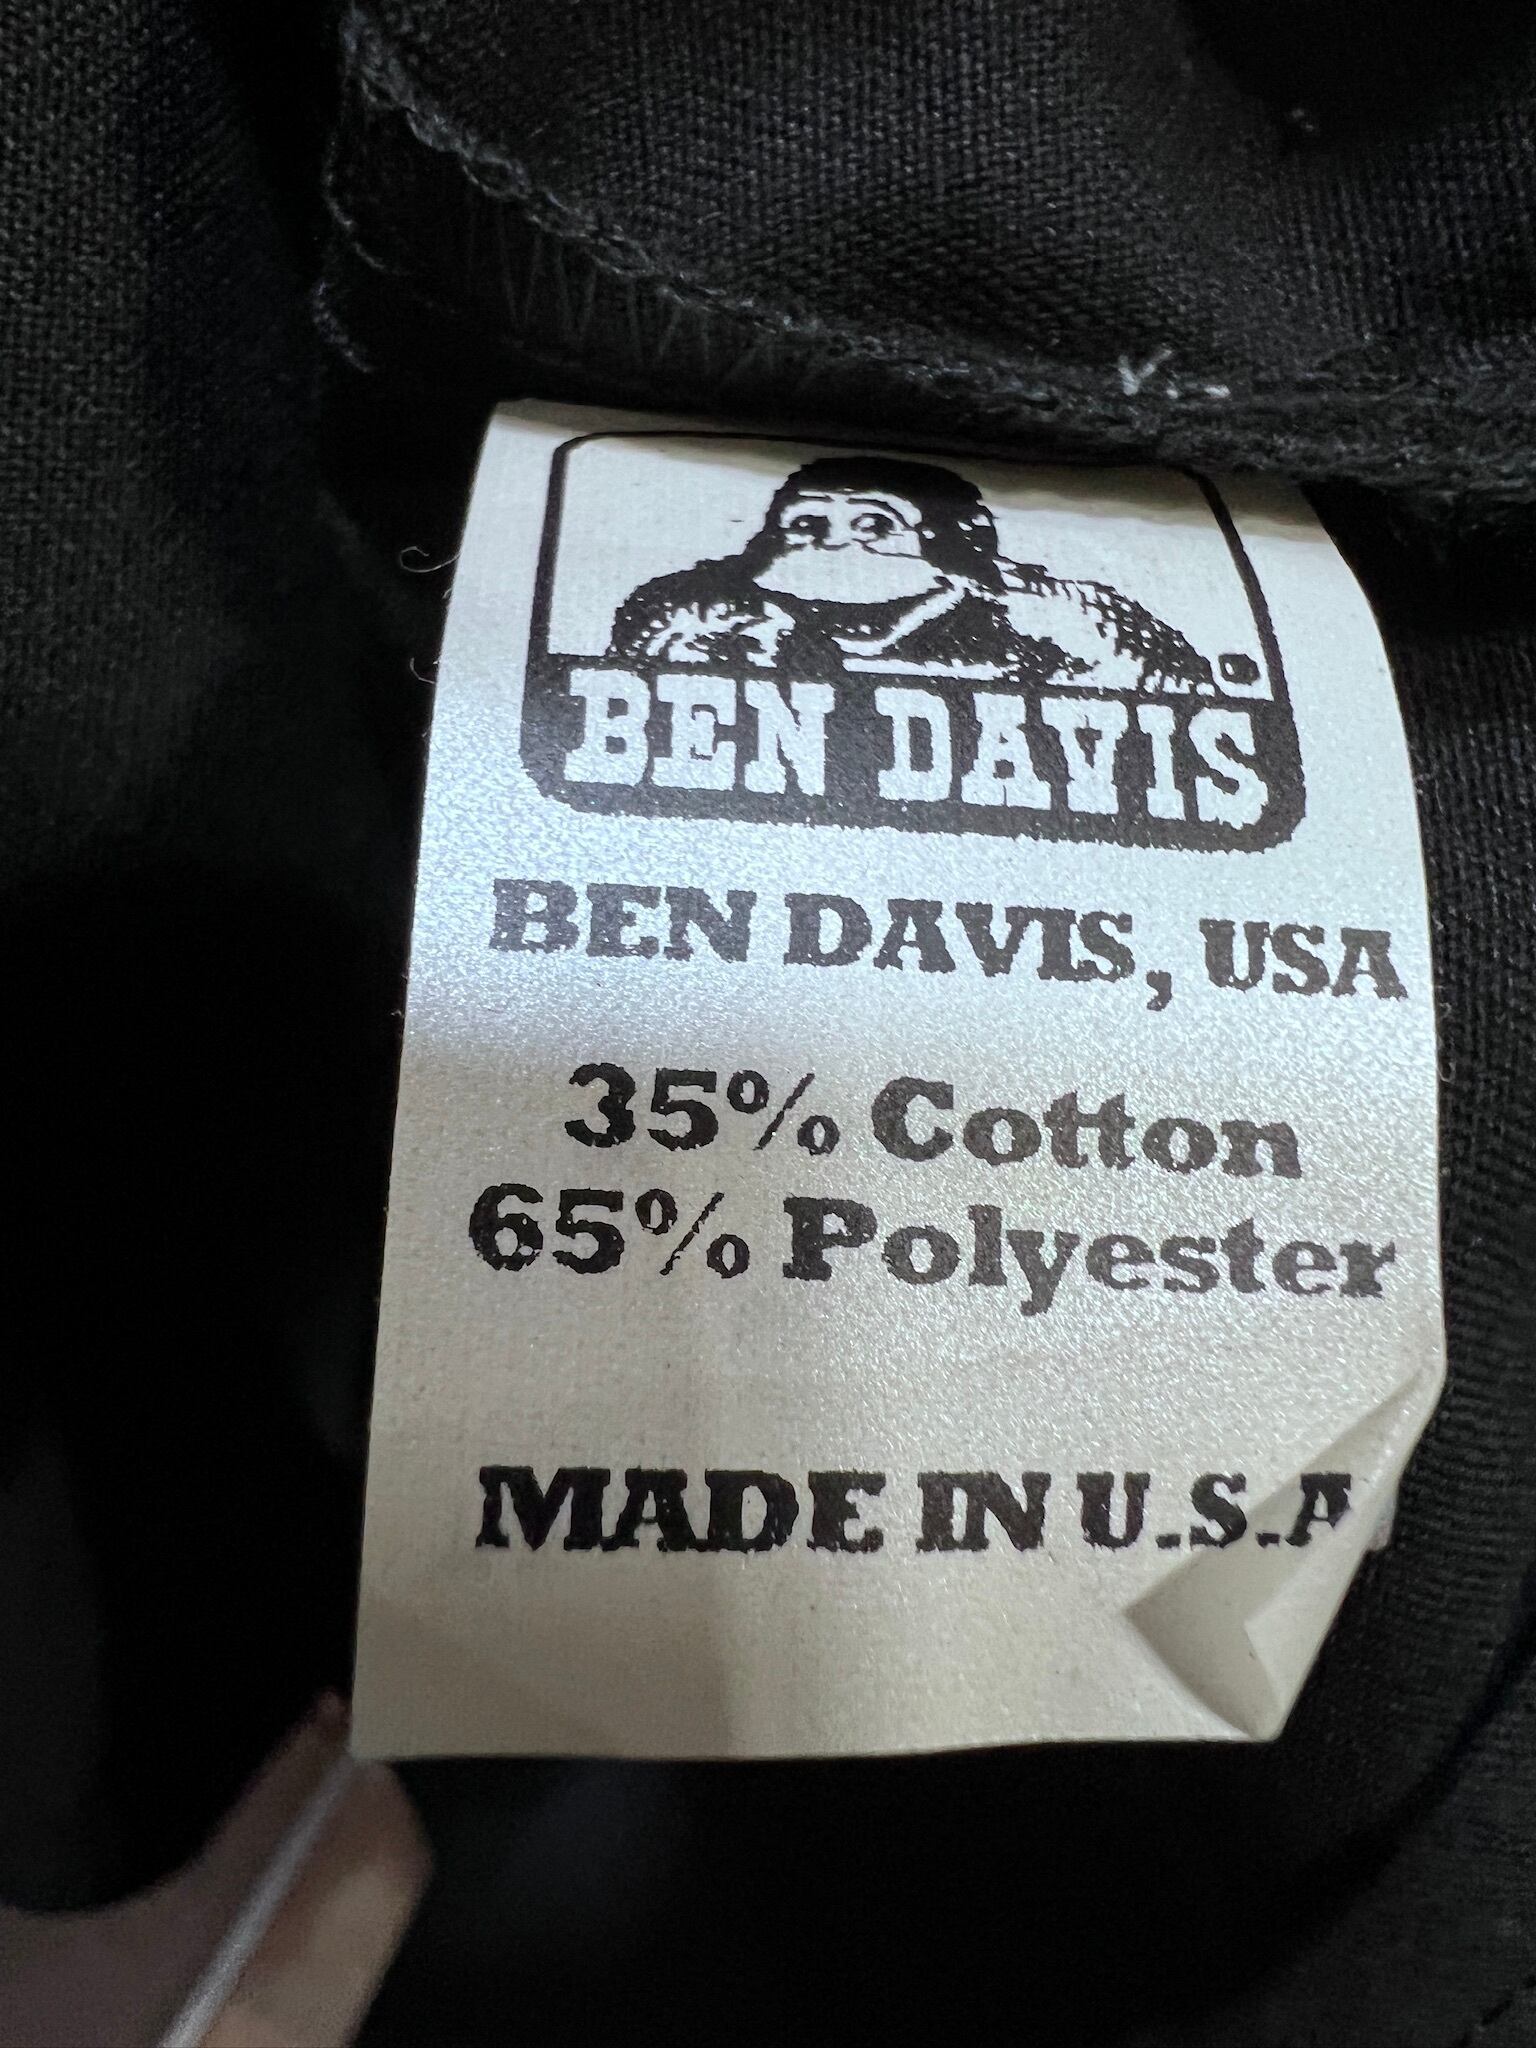 BEN DAVIS
BEN DAVIS, USA
35% Cotton
65% Polyester
MADE IN U.S.A